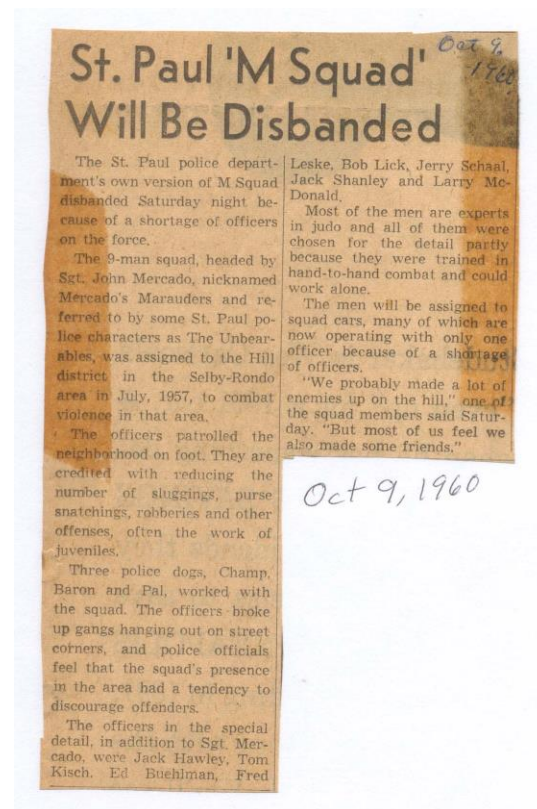 Oct 9,
1960
St. Paul 'M Squad'
Will Be Disbanded
The St. Paul police depart-
ment's own version of M Squad
disbanded Saturday night be-
cause of a shortage of officers
on the force.
The 9-man squad, headed by
Sgt. John Mercado, nicknamed
Mercado's Marauders and re-
ferred to by some St. Paul po-
lice characters as The Unbear-
ables, was assigned to the Hill
district in the Selby-Rondo
area in July, 1957, to combat
violence in that area.
The officers patrolled the
neighborhood on foot. They are
credited with reducing the
number of sluggings, purse
snatchings, robberies and other
offenses, often the work of
juveniles.
Three police dogs, Champ,
Baron and Pal, worked with
the squad. The officers broke
up gangs hanging out on street
corners, and police officials
feel that the squad's presence
in the area had a tendency to
discourage offenders.
The officers in the special
detail, in addition to Sgt. Mer-
cado, were Jack Hawley, Tom
Kisch, Ed Buehlman, Fred
Leske, Bob Lick, Jerry Schaal,
Jack Shanley and Larry Mc-
Donald.
Most of the men are experts
in judo and all of them were
chosen for the detail partly
because they were trained in
hand-to-hand combat and could
work alone.
The men will be assigned to
squad cars, many of which are
now operating with only one
officer because of a shortage
of officers.
"We probably made a lot of
enemies up on the hill," one of
the squad members said Satur-
day. "But most of us feel we
also made some friends."
Oct 9, 1960